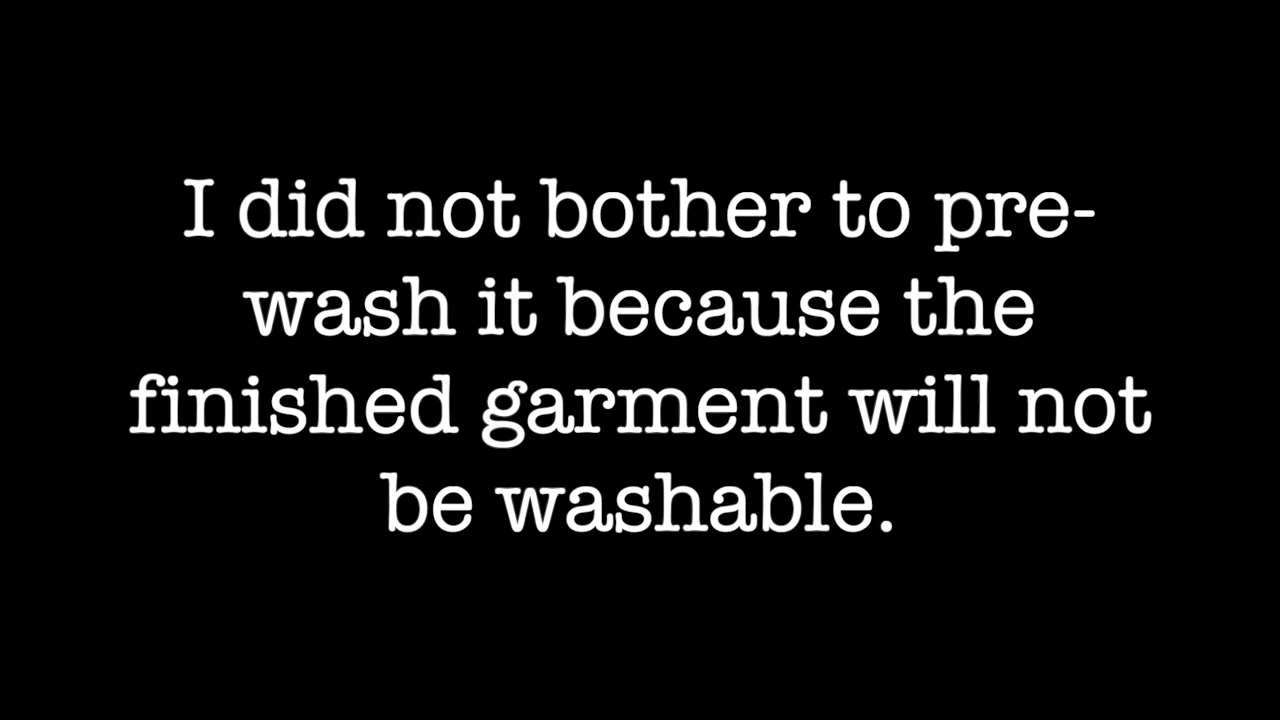 I did not bother to pre-
wash it because the
finished garment will not
be washable.